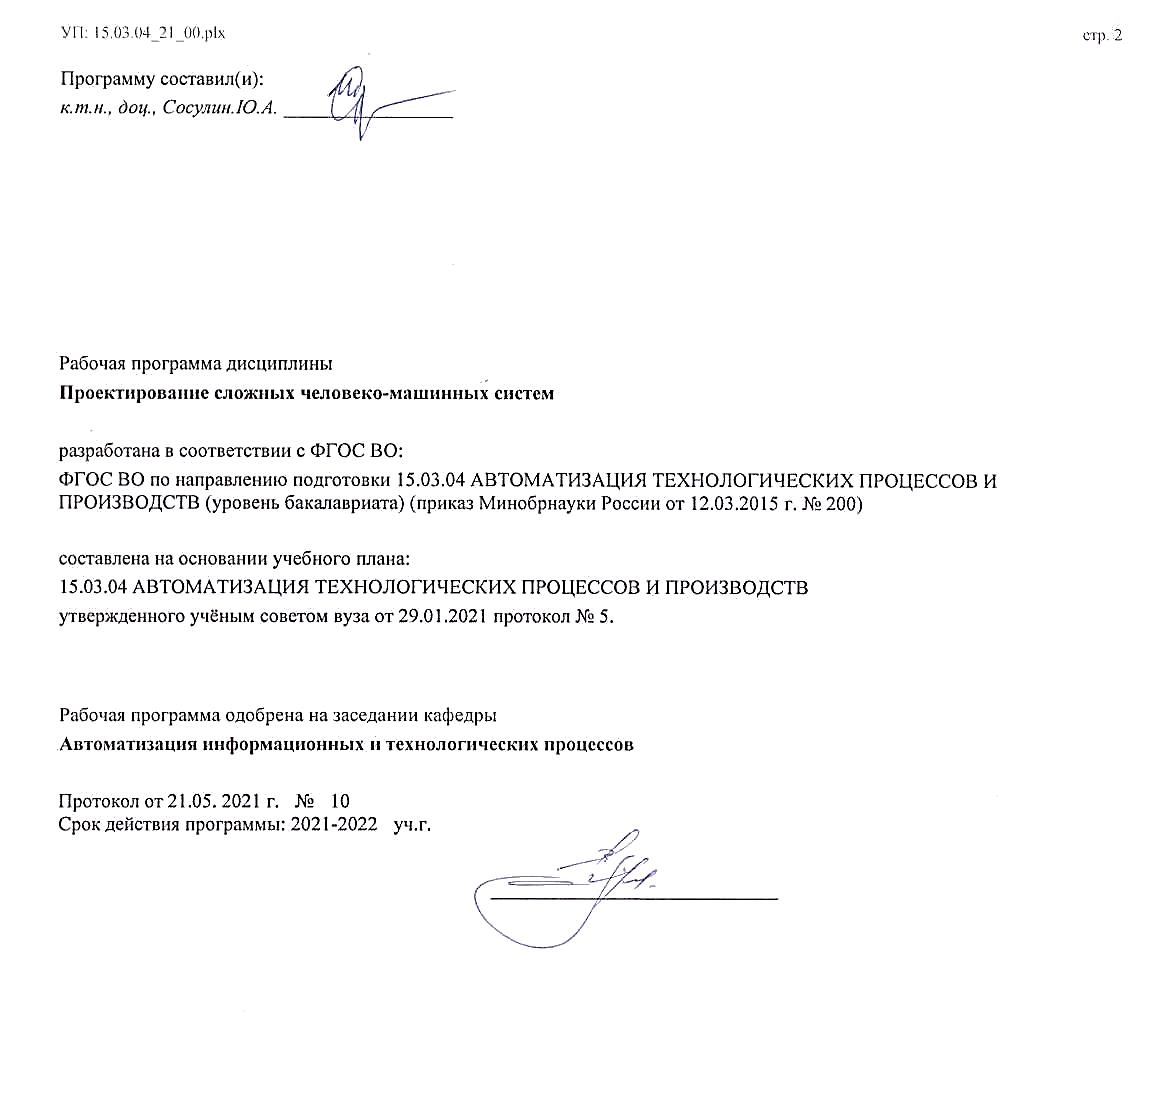 УП: 15.03.04_21_00.plx
стр. 2
Программу составил(и):
к.т.н., доц., Сосулин.Ю.А.
Рабочая программа дисциплины
Проектирование сложных человеко-машинных систем
разработана в соответствии с ФГОС ВО:
ФГОС ВО по направлению подготовки 15.03.04 АВТОМАТИЗАЦИЯ ТЕХНОЛОГИЧЕСКИХ ПРОЦЕССОВ И
ПРОИЗВОДСТВ (уровень бакалавриата) (приказ Минобрнауки России от 12.03.2015 г. № 200)
составлена на основании учебного плана:
15.03.04 АВТОМАТИЗАЦИЯ ТЕХНОЛОГИЧЕСКИХ ПРОЦЕССОВ И ПРОИЗВОДСТВ
утвержденного учёным советом вуза от 29.01.2021 протокол № 5.
Рабочая программа одобрена на заседании кафедры
Автоматизация информационных и технологических процессов
Протокол от 21.05. 2021 г. № 10
Срок действия программы: 2021-2022 уч.г.